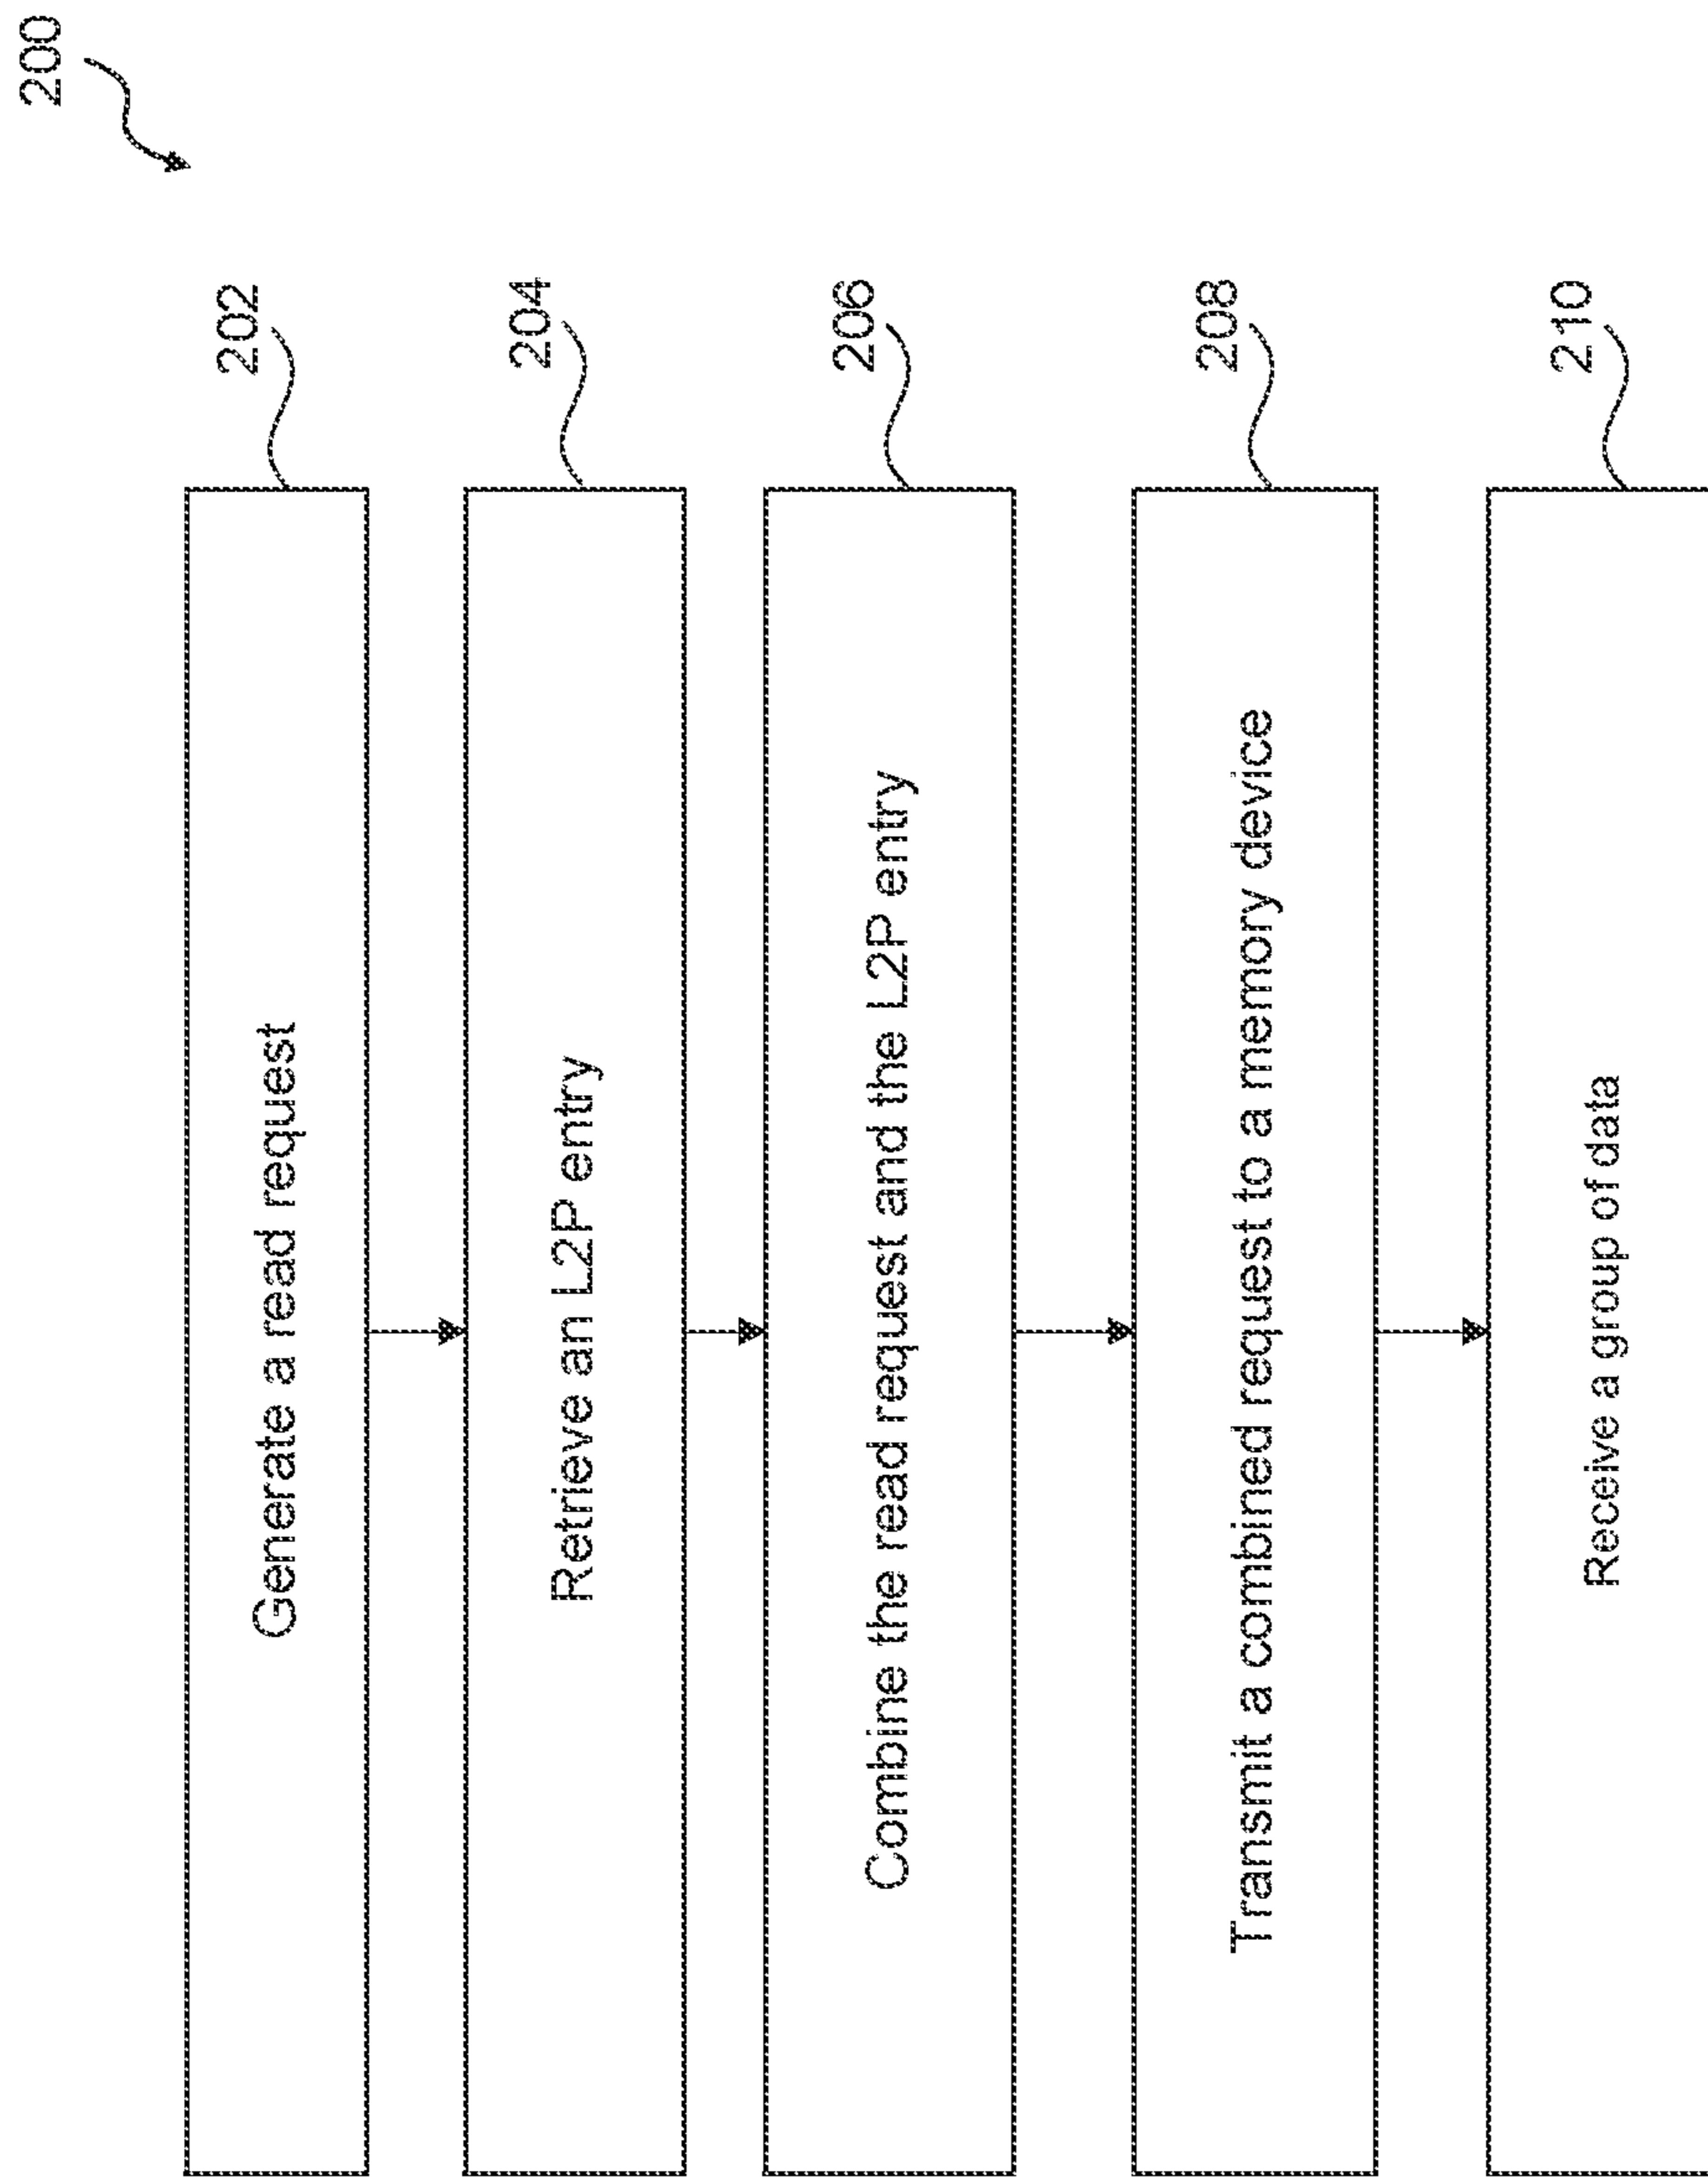 200
202
Generate a read request
204
Retrieve an L2P entry
206
Combine the read request and the L2P entry
208
Transmit a combined request to a memory device
210
Receive a group of data